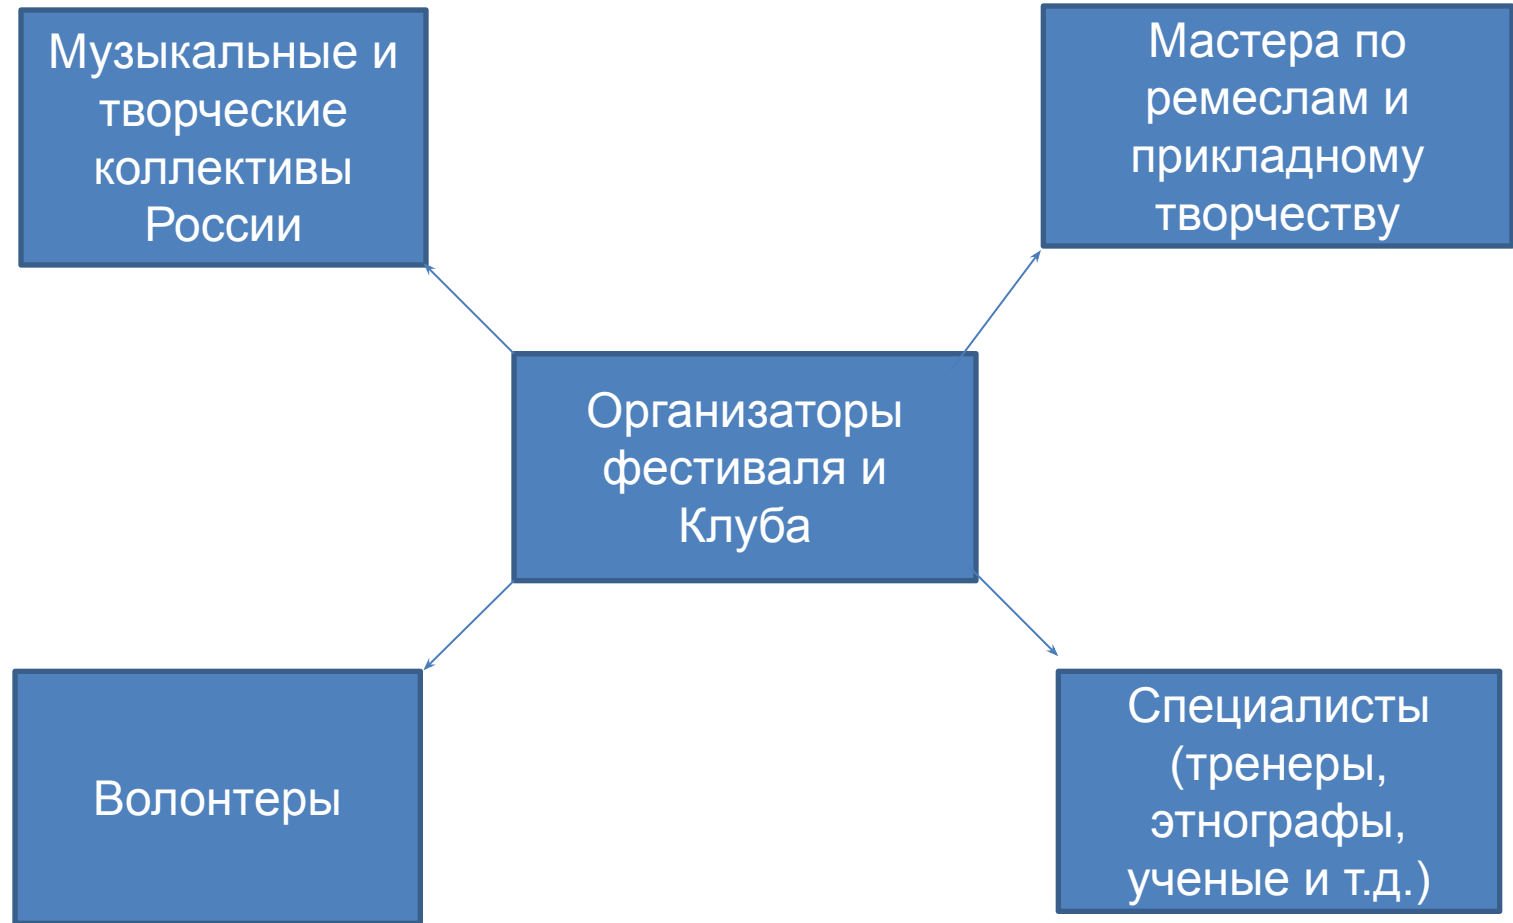 Музыкальные и
творческие
коллективы
России
Мастера по
ремеслам и
прикладному
творчеству
Организаторы
фестиваля и
Клуба
Волонтеры
Специалисты
(тренеры,
этнографы,
ученые и т.д.)